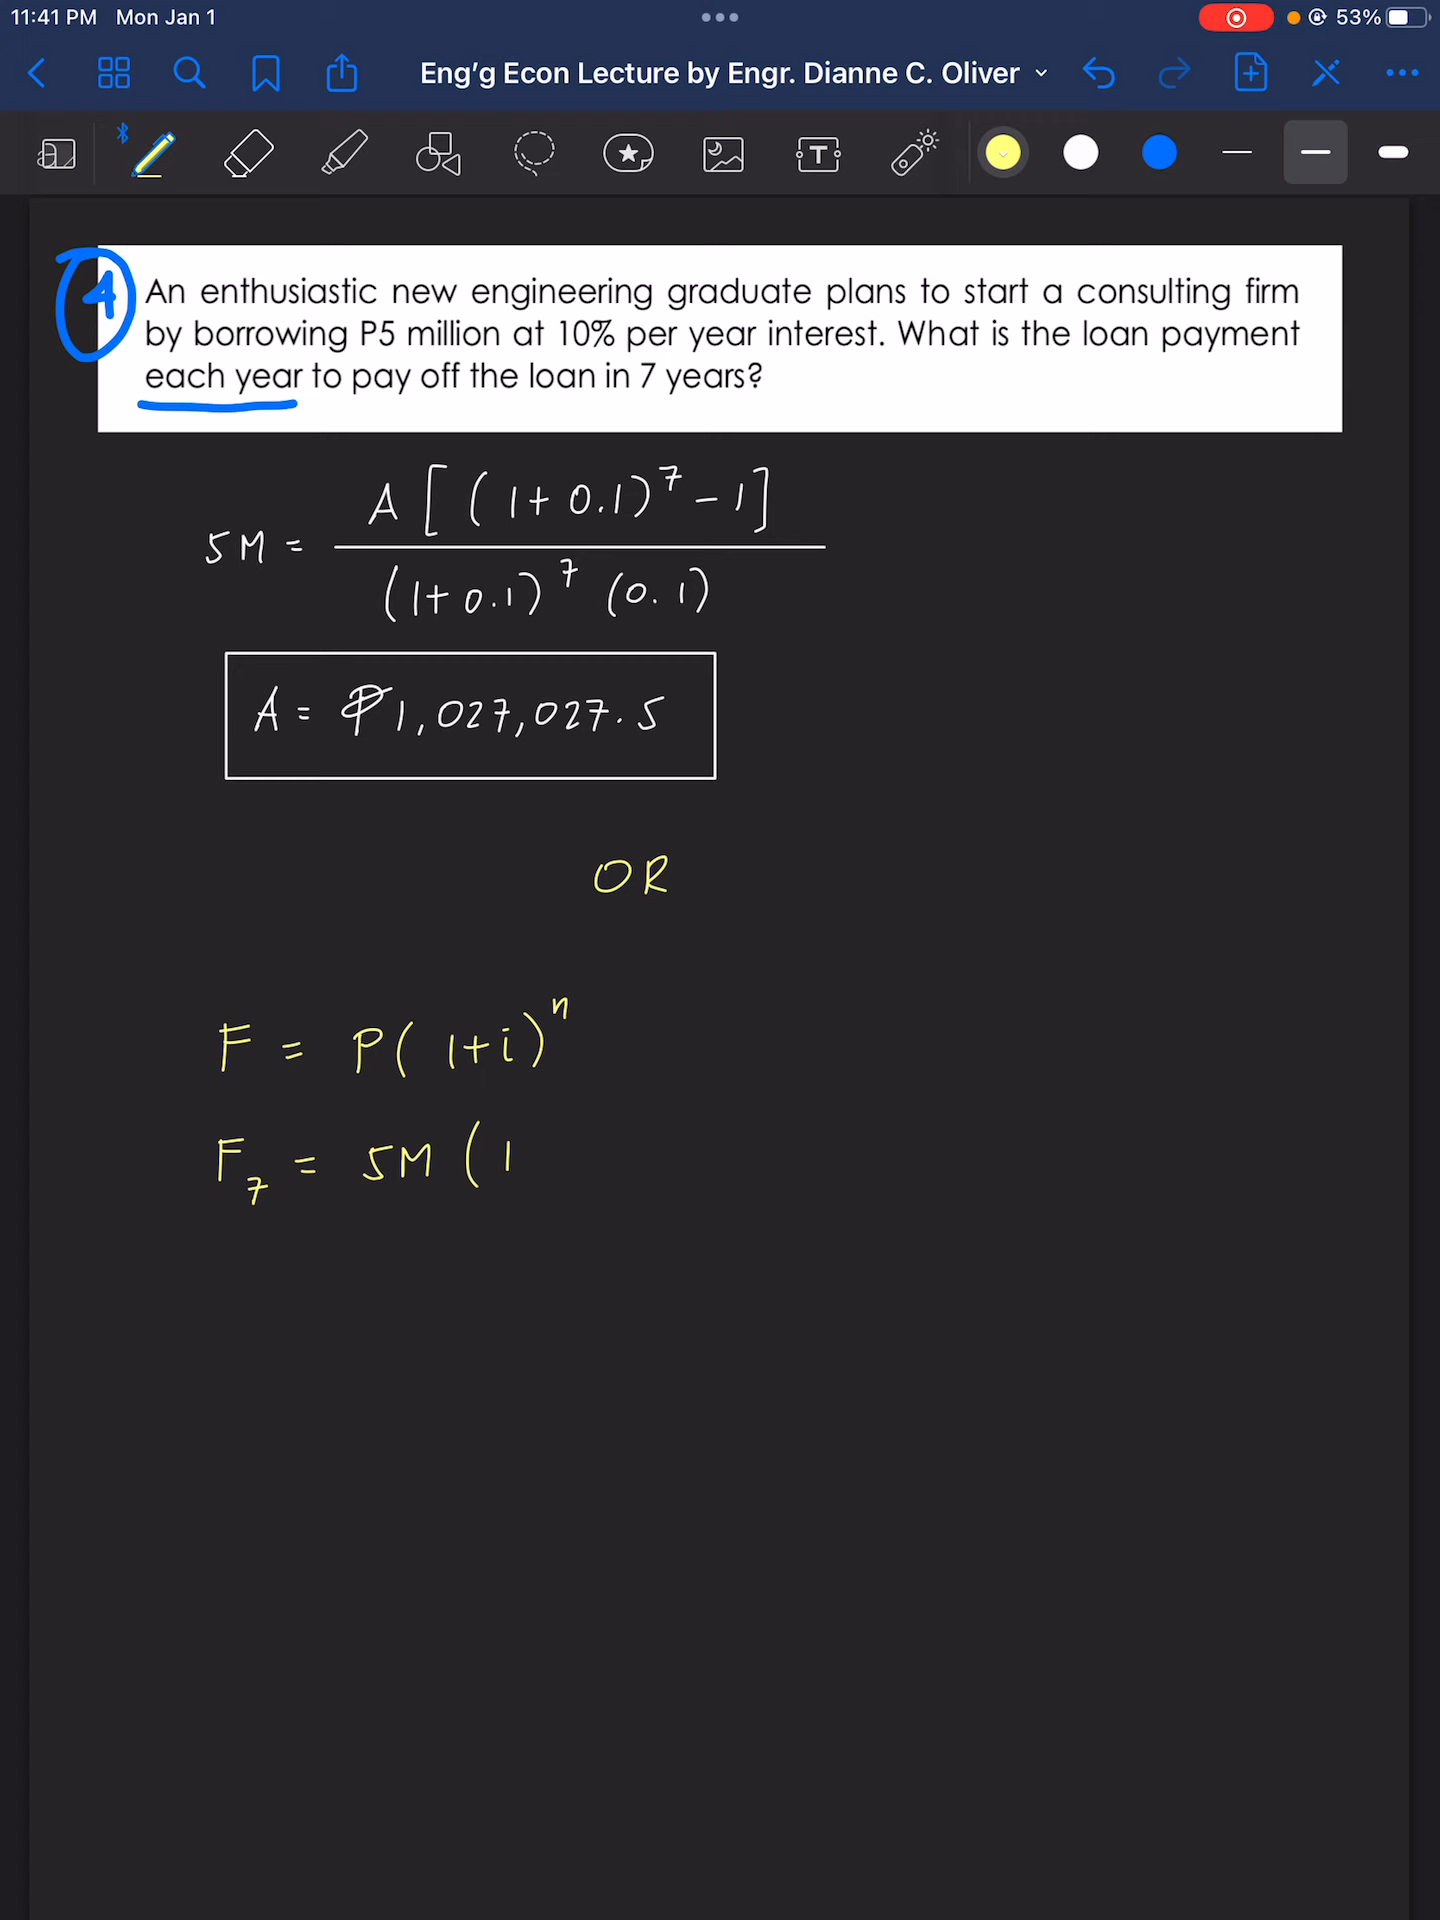 11:41 PM Mon Jan 1 53%
Eng'g Econ Lecture by Engr. Dianne C. Oliver
An enthusiastic new engineering graduate plans to start a consulting firm
by borrowing P5 million at 10% per year interest. What is the loan payment
each year to pay off the loan in 7 years?
5M = A[(1+0.1)⁷-1] / (1+0.1)⁷(0.1)
A = ₱1,027,027.5
OR
F = P(1+i)ⁿ
F₇ = 5M(1